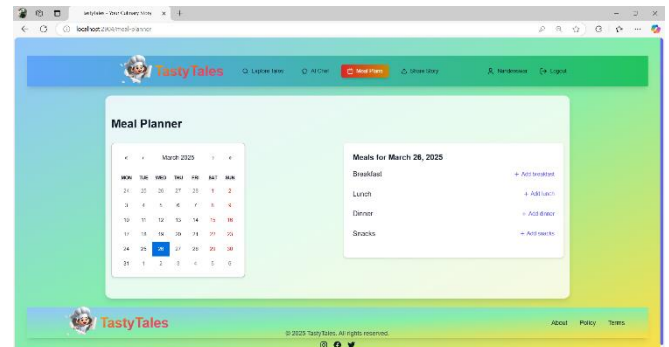 TastyTales - Your Culinary Story
localhost:2904/meal-planner
TastyTales
Explore Tales
AI Chef
Meal Plans
Share Story
Logout
Meal Planner
« ‹ March 2025 › »
MON TUE WED THU FRI SAT SUN
24 25 26 27 28 1 2
3 4 5 6 7 8 9
10 11 12 13 14 15 16
17 18 19 20 21 22 23
24 25 26 27 28 29 30
31 1 2 3 4 5 6
Meals for March 26, 2025
Breakfast + Add breakfast
Lunch + Add lunch
Dinner + Add dinner
Snacks + Add snacks
TastyTales
About Policy Terms
© 2025 TastyTales. All rights reserved.